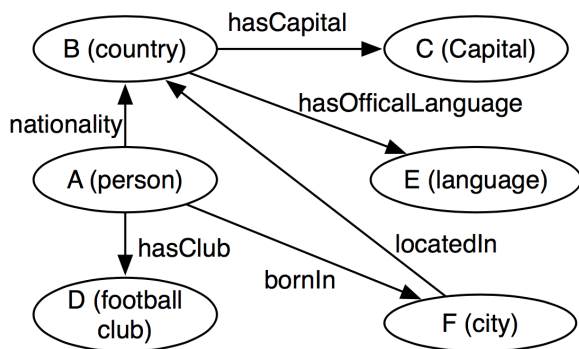 hasCapital
B (country)
C (Capital)
hasOfficalLanguage
nationality
A (person)
E (language)
hasClub
locatedIn
bornIn
D (football
club)
F (city)